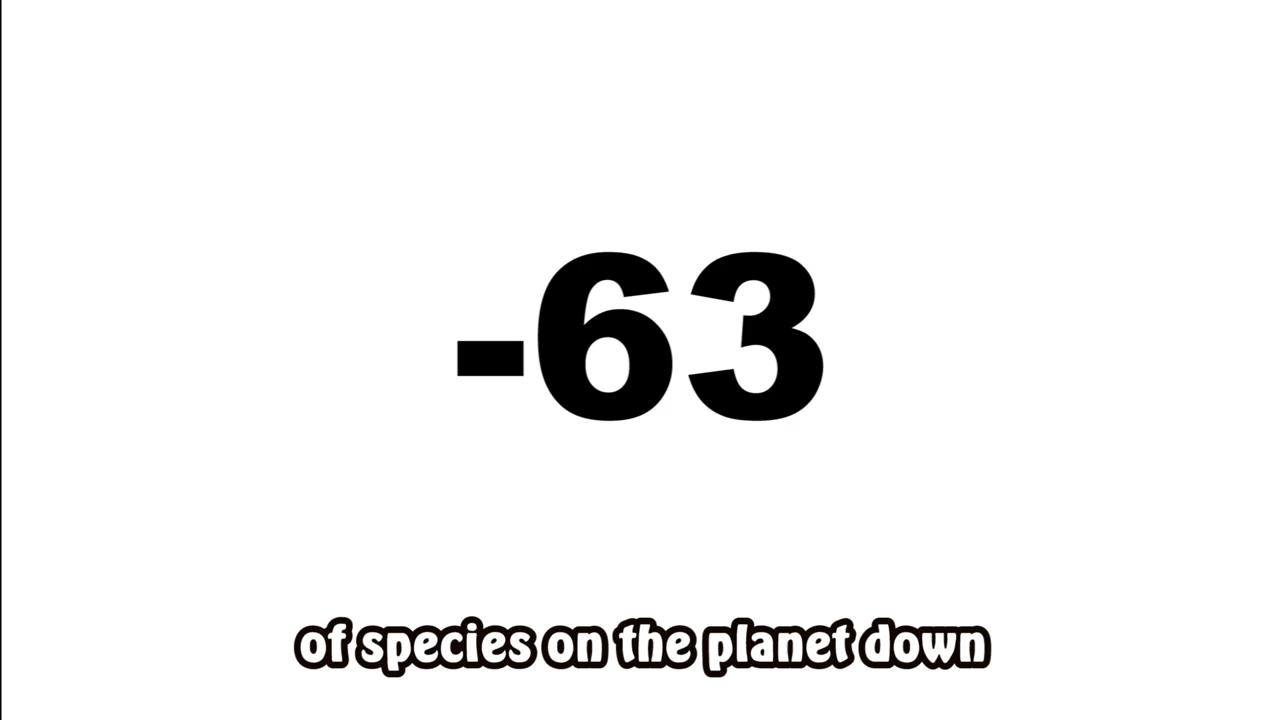 -63
of species on the planet down